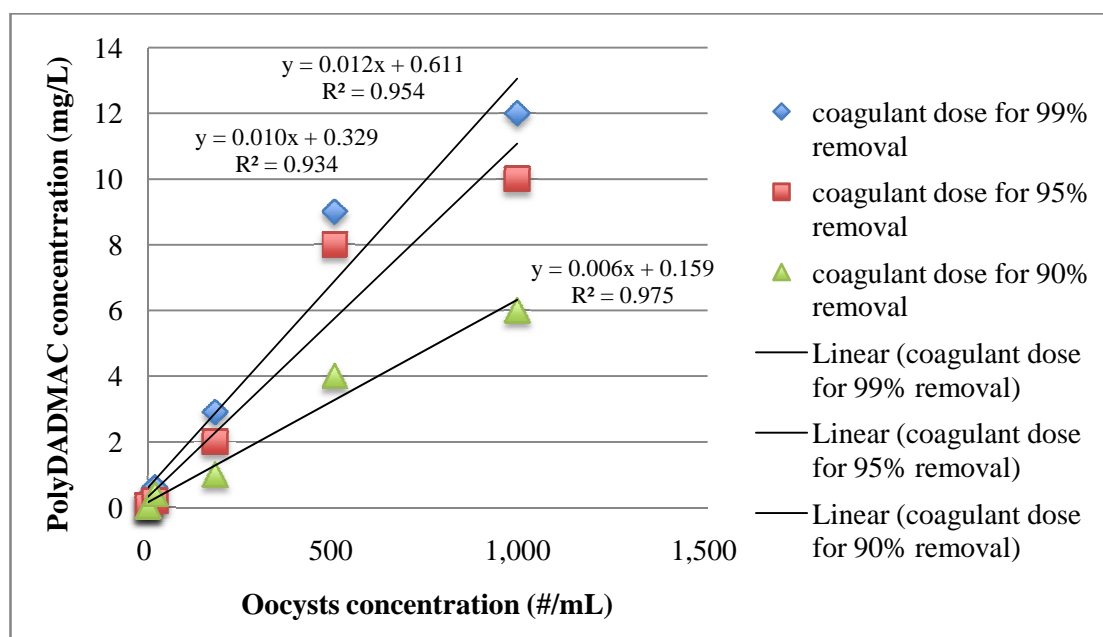 14
12
10
8
6
4
2
0
PolyDADMAC concentrration (mg/L)
y = 0.012x + 0.611
R² = 0.954
y = 0.010x + 0.329
R² = 0.934
y = 0.006x + 0.159
R² = 0.975
0
500
1,000
1,500
Oocysts concentration (#/mL)
coagulant dose for 99%
removal
coagulant dose for 95%
removal
coagulant dose for 90%
removal
Linear (coagulant dose
for 99% removal)
Linear (coagulant dose
for 95% removal)
Linear (coagulant dose
for 90% removal)